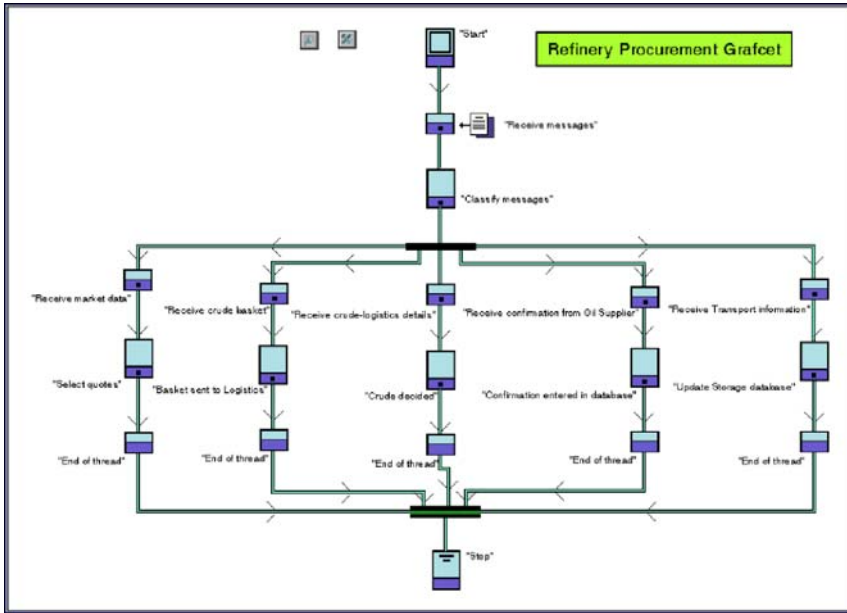 "Start"
Refinery Procurement Grafcet
"Receive messages"
"Classify messages"
"Receive market data"
"Receive crude basket"
"Receive crude-logistics details"
"Receive confirmation from Oil Supplier"
"Receive Transport information"
"Select quotes"
"Basket sent to Logistics"
"Crude decided"
"Confirmation entered in database"
"Update Storage database"
"End of thread"
"End of thread"
"End of thread"
"End of thread"
"End of thread"
"Stop"